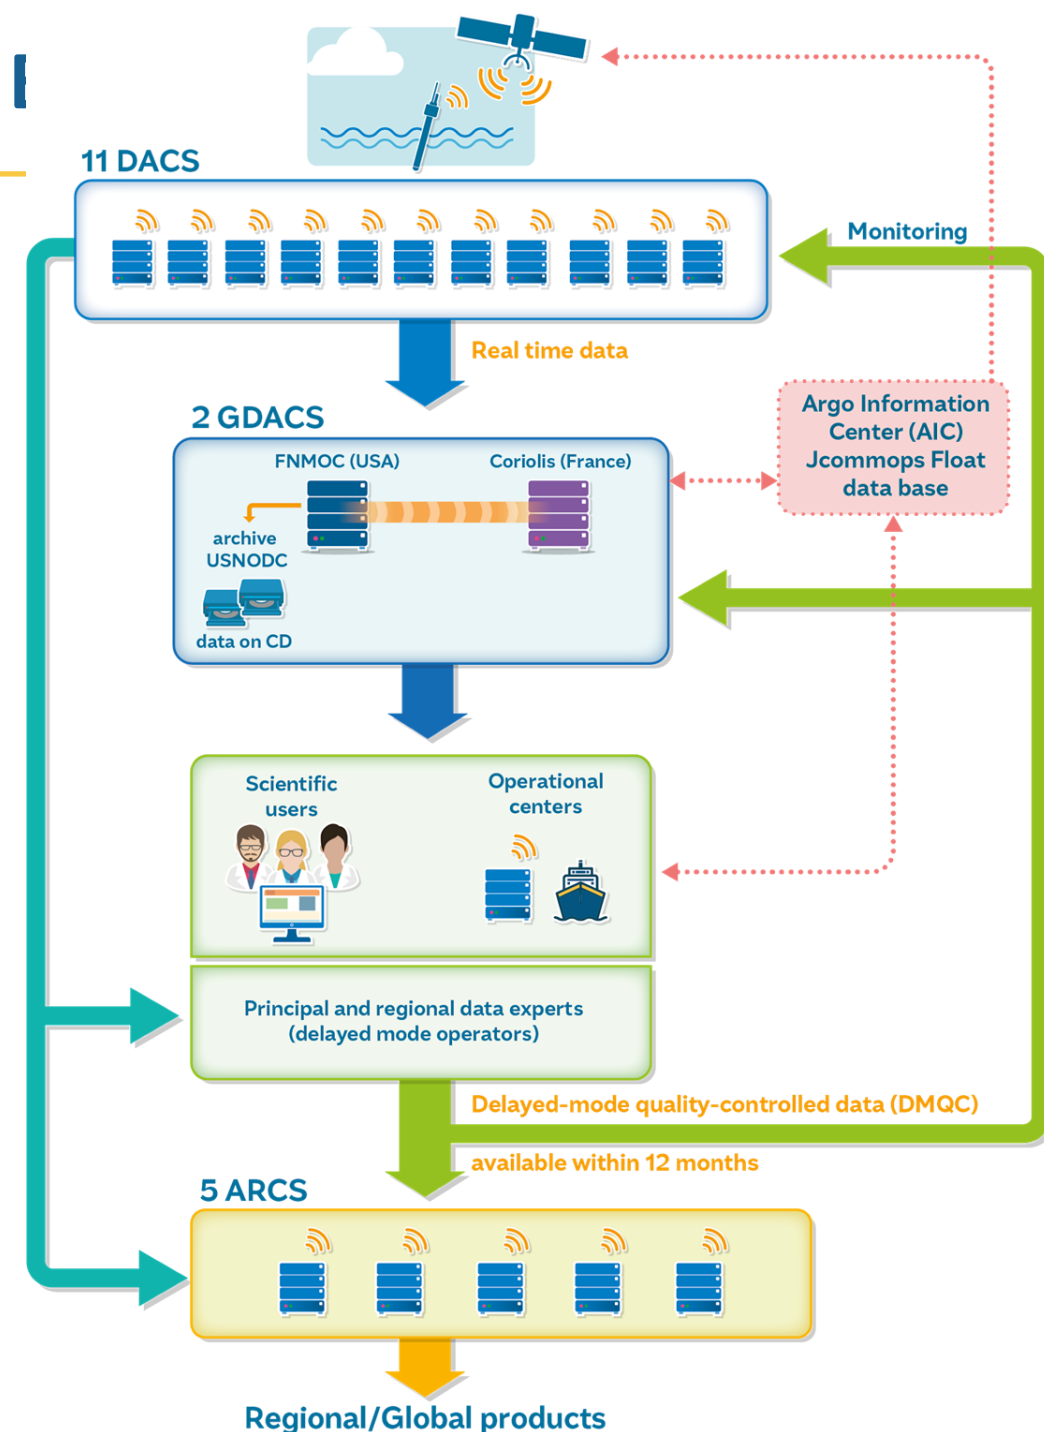 11 DACS
Monitoring
Real time data
2 GDACS
FNMOC (USA)
Coriolis (France)
archive
USNODC
data on CD
Argo Information
Center (AIC)
Jcommops Float
data base
Scientific
users
Operational
centers
Principal and regional data experts
(delayed mode operators)
Delayed-mode quality-controlled data (DMQC)
available within 12 months
5 ARCS
Regional/Global products